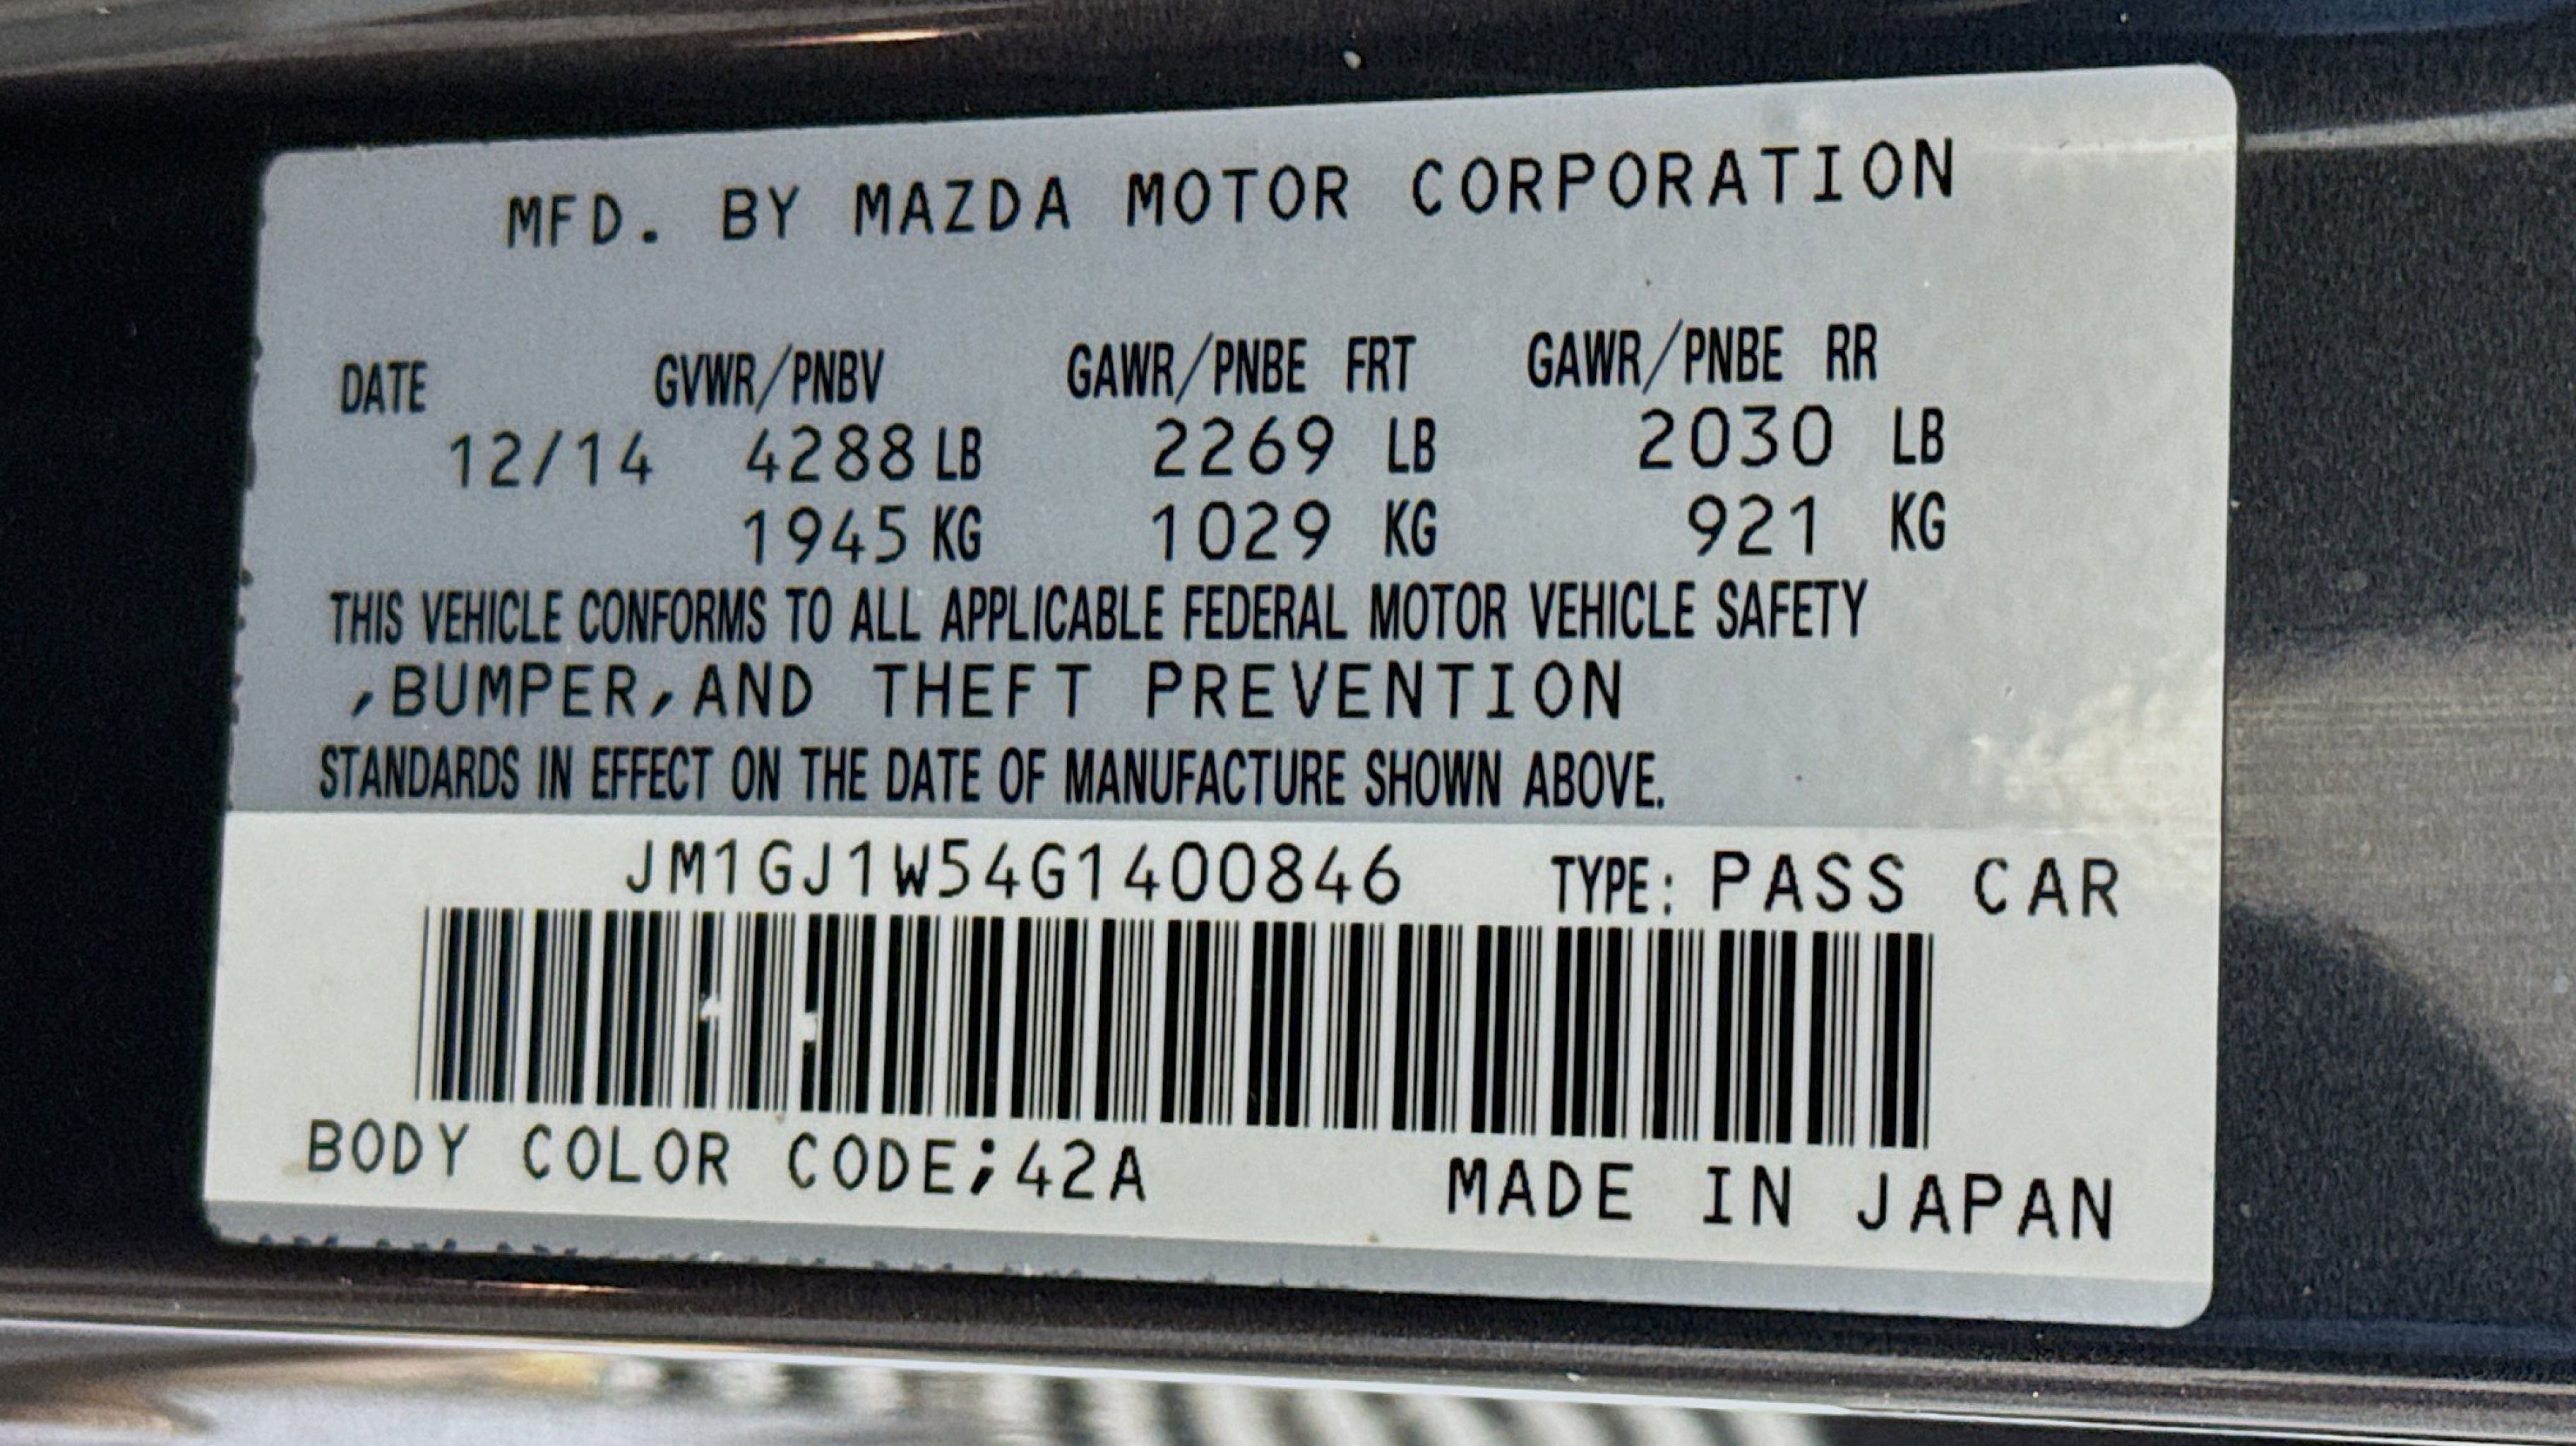 MFD. BY MAZDA MOTOR CORPORATION
DATE GVWR/PNBV GAWR/PNBE FRT GAWR/PNBE RR
12/14 4288 LB 2269 LB 2030 LB
1945 KG 1029 KG 921 KG
THIS VEHICLE CONFORMS TO ALL APPLICABLE FEDERAL MOTOR VEHICLE SAFETY
,BUMPER,AND THEFT PREVENTION
STANDARDS IN EFFECT ON THE DATE OF MANUFACTURE SHOWN ABOVE.
JM1GJ1W54G1400846 TYPE: PASS CAR
BODY COLOR CODE;42A MADE IN JAPAN